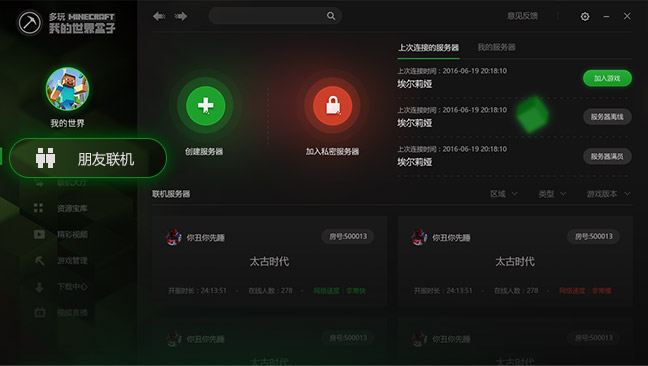 多玩 MINECRAFT
我的世界盒子
意见反馈
上次连接的服务器
我的服务器
上次连接时间：2016-06-19 20:18:10
埃尔莉娅
加入游戏
上次连接时间：2016-06-19 20:18:10
埃尔莉娅
服务器离线
上次连接时间：2016-06-19 20:18:10
埃尔莉娅
服务器满员
创建服务器
加入私密服务器
我的世界
朋友联机
联机大厅
资源宝库
精彩视频
游戏管理
下载中心
视频直播
联机服务器
区域
类型
游戏版本
你丑你先睡
房号:500013
太古时代
开服时长：24:13:51
在线人数：278
网络速度：非常快
你丑你先睡
房号:500013
太古时代
开服时长：24:13:51
在线人数：278
网络速度：非常慢
你丑你先睡
房号:500013
你丑你先睡
房号:500013